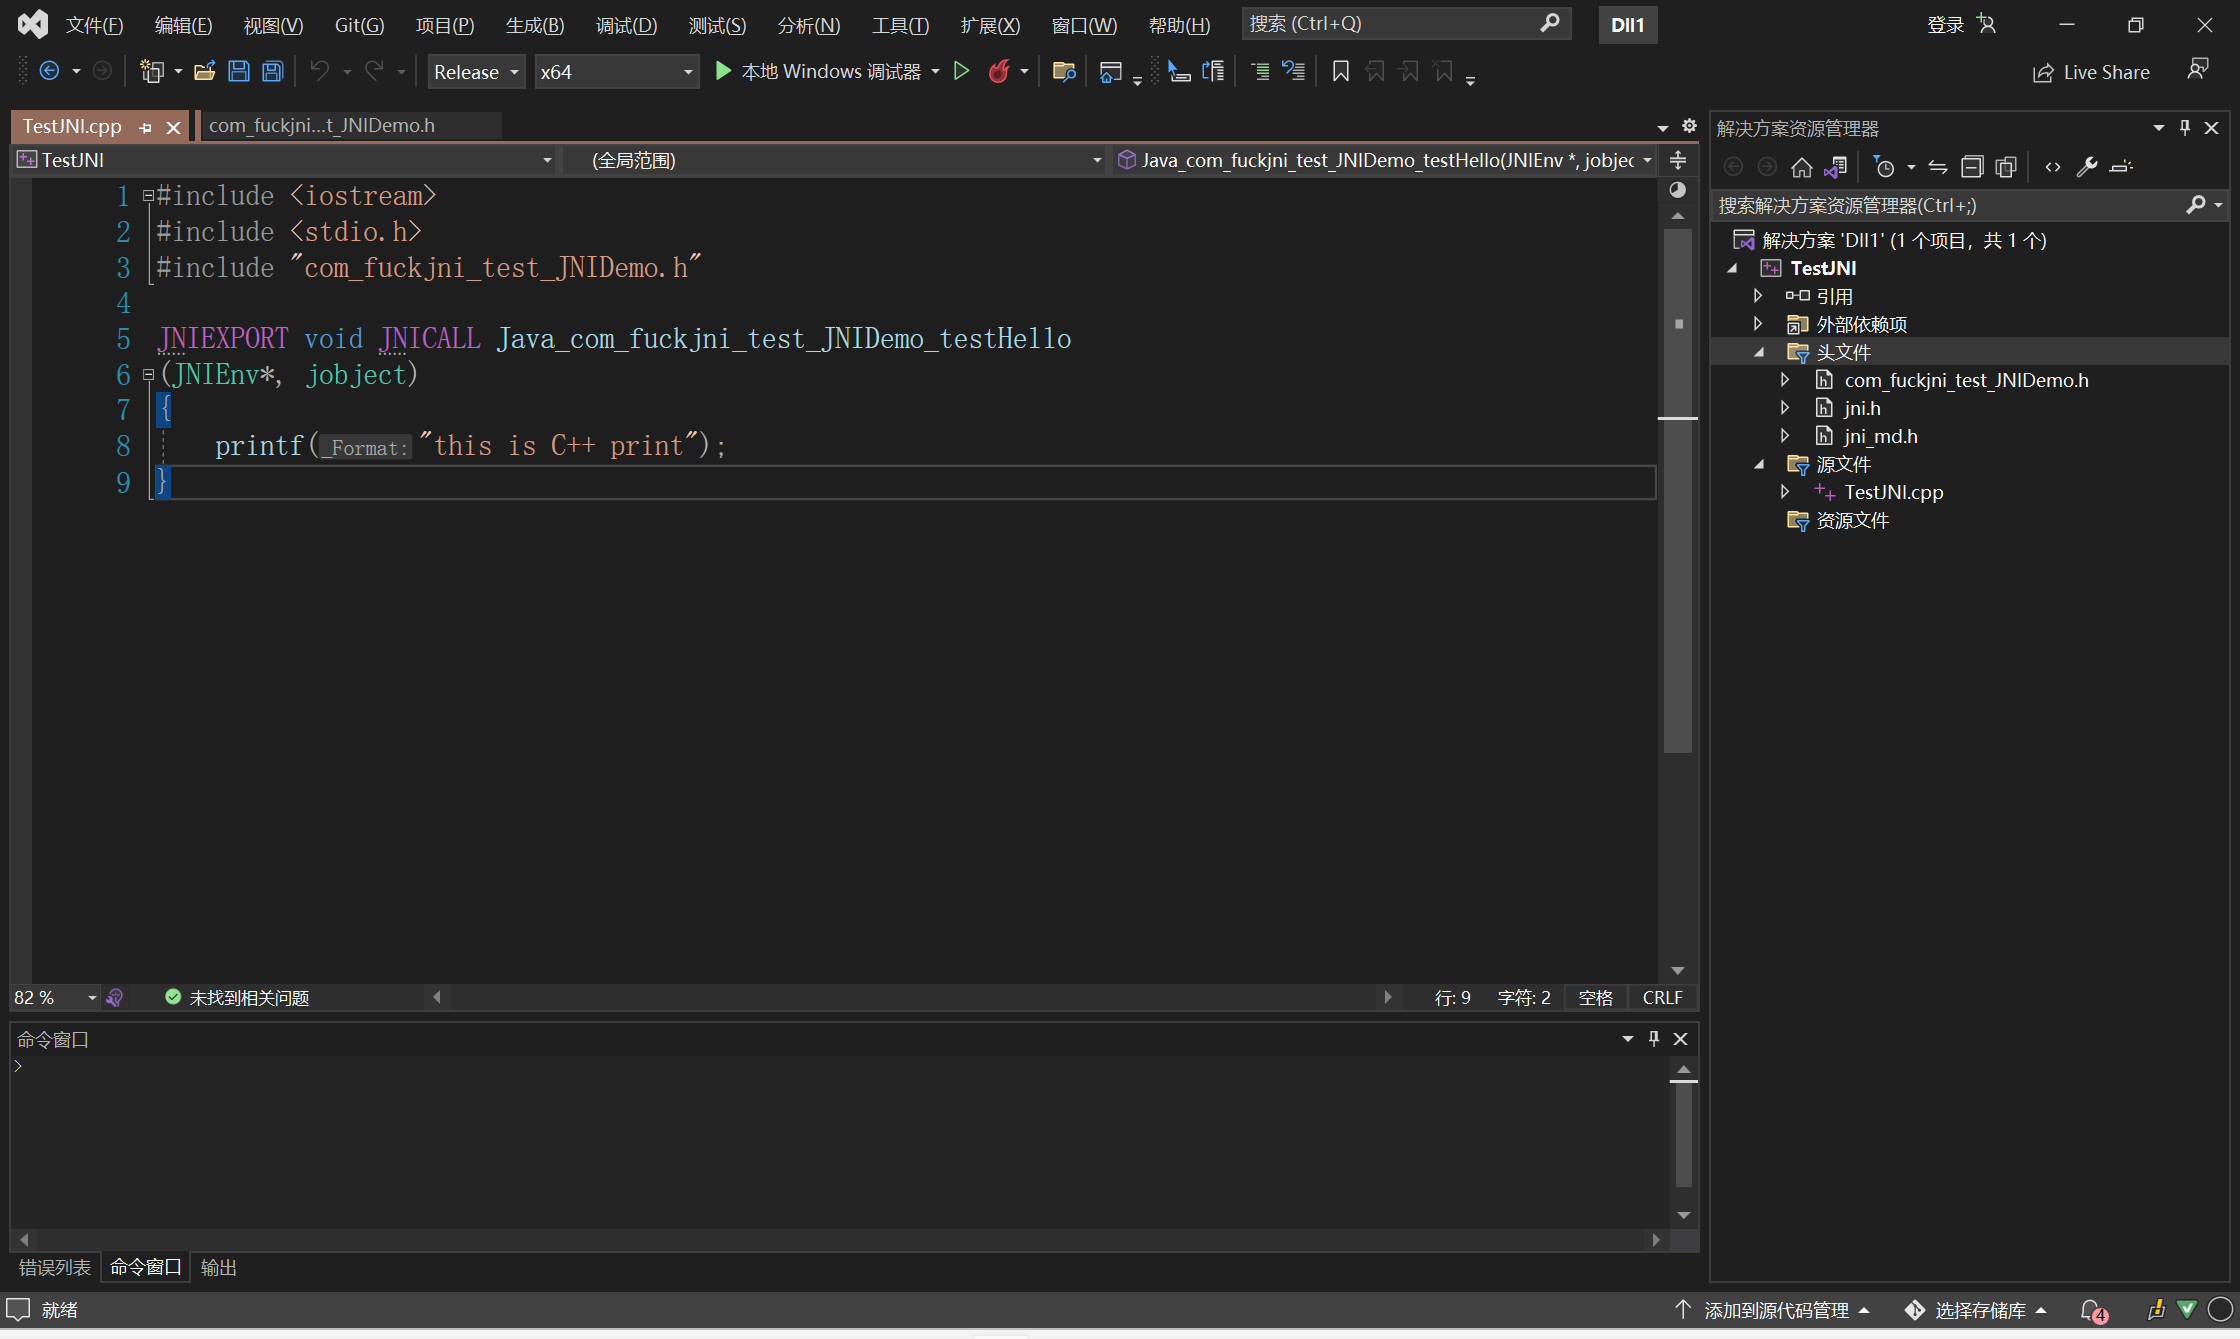 文件(F) 编辑(E) 视图(V) Git(G) 项目(P) 生成(B) 调试(D) 测试(S) 分析(N) 工具(T) 扩展(X) 窗口(W) 帮助(H) 搜索 (Ctrl+Q) Dll1 登录
Release x64 本地 Windows 调试器 Live Share
TestJNI.cpp com_fuckjni...t_JNIDemo.h
TestJNI (全局范围) Java_com_fuckjni_test_JNIDemo_testHello(JNIEnv *, jobjec
1 #include <iostream>
2 #include <stdio.h>
3 #include "com_fuckjni_test_JNIDemo.h"
4
5 JNIEXPORT void JNICALL Java_com_fuckjni_test_JNIDemo_testHello
6 (JNIEnv*, jobject)
7 {
8 printf(_Format: "this is C++ print");
9 }
82 % 未找到相关问题 行: 9 字符: 2 空格 CRLF
命令窗口
>
错误列表 命令窗口 输出
解决方案资源管理器
搜索解决方案资源管理器(Ctrl+;)
解决方案 'Dll1' (1 个项目，共 1 个)
TestJNI
引用
外部依赖项
头文件
com_fuckjni_test_JNIDemo.h
jni.h
jni_md.h
源文件
TestJNI.cpp
资源文件
就绪 添加到源代码管理 选择存储库 4